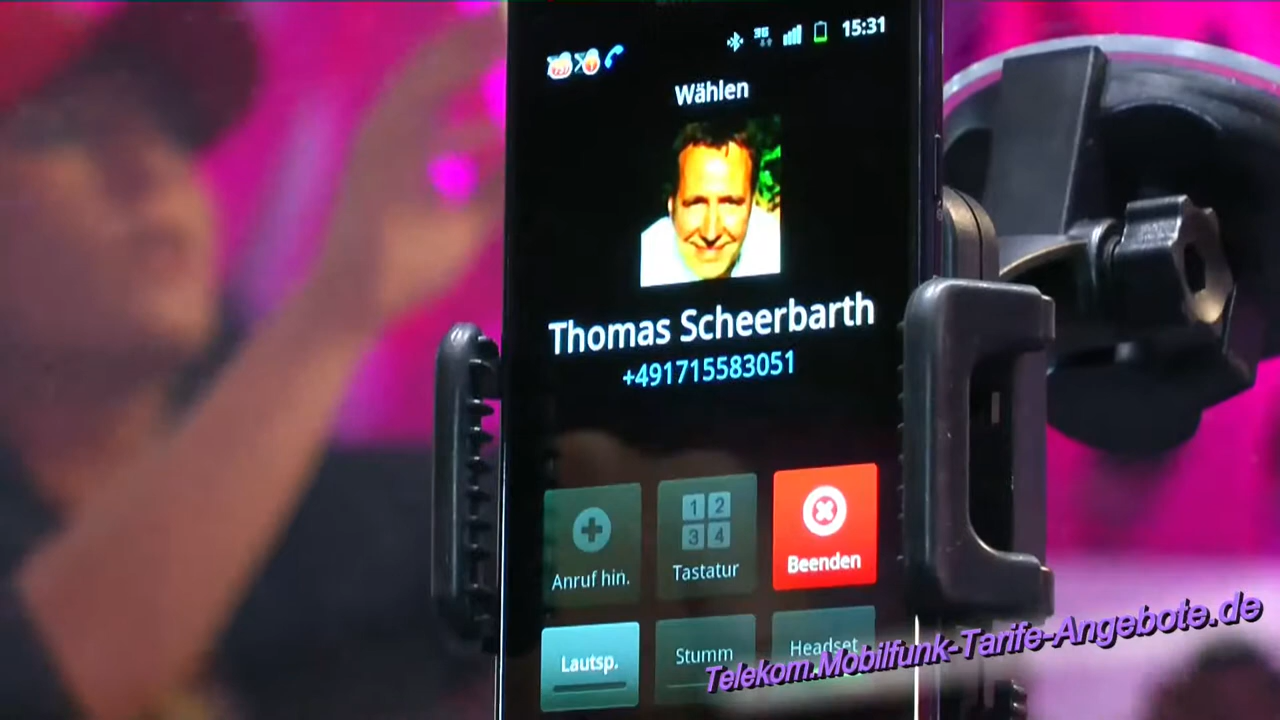 3G
15:31
Wählen
Thomas Scheerbarth
+491715583051
Anruf hin.
1 2
3 4
Tastatur
Beenden
Lautsp.
Stumm
Headset
Telekom.Mobilfunk-Tarife-Angebote.de